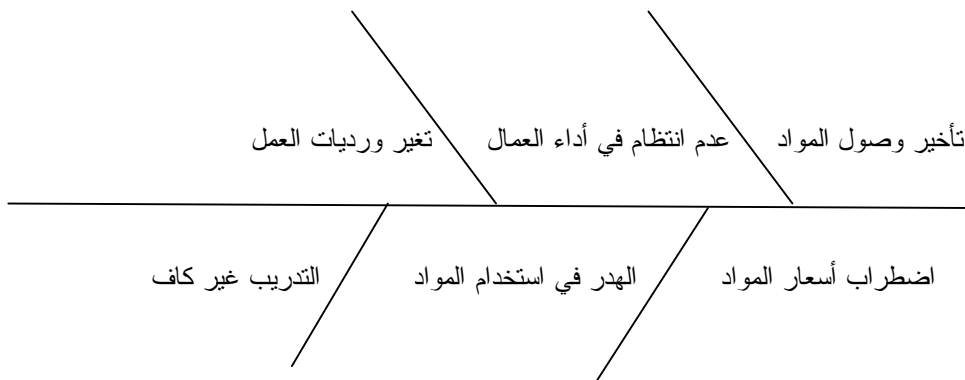 تأخير وصول المواد
عدم انتظام في أداء العمال
تغير ورديات العمل
اضطراب أسعار المواد
الهدر في استخدام المواد
التدريب غير كاف